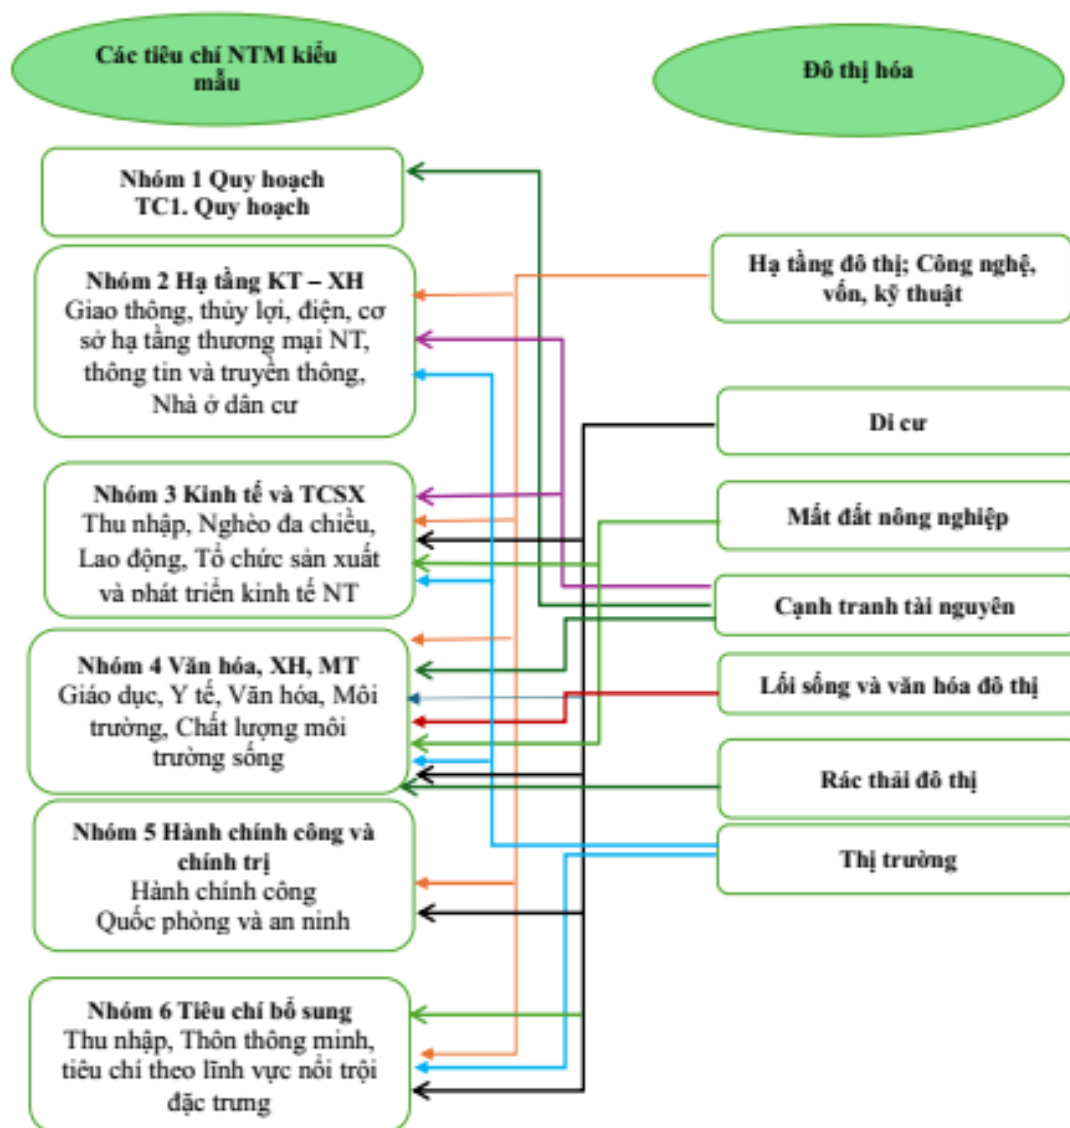 Các tiêu chí NTM kiểu
mẫu
Đô thị hóa
Nhóm 1 Quy hoạch
TC1. Quy hoạch
Nhóm 2 Hạ tầng KT – XH
Giao thông, thủy lợi, điện, cơ
sở hạ tầng thương mại NT,
thông tin và truyền thông,
Nhà ở dân cư
Nhóm 3 Kinh tế và TCSX
Thu nhập, Nghèo đa chiều,
Lao động, Tổ chức sản xuất
và phát triển kinh tế NT
Nhóm 4 Văn hóa, XH, MT
Giáo dục, Y tế, Văn hóa, Môi
trường, Chất lượng môi
trường sống
Nhóm 5 Hành chính công và
chính trị
Hành chính công
Quốc phòng và an ninh
Nhóm 6 Tiêu chí bổ sung
Thu nhập, Thôn thông minh,
tiêu chí theo lĩnh vực nổi trội
đặc trưng
Hạ tầng đô thị; Công nghệ,
vốn, kỹ thuật
Di cư
Mất đất nông nghiệp
Cạnh tranh tài nguyên
Lối sống và văn hóa đô thị
Rác thải đô thị
Thị trường